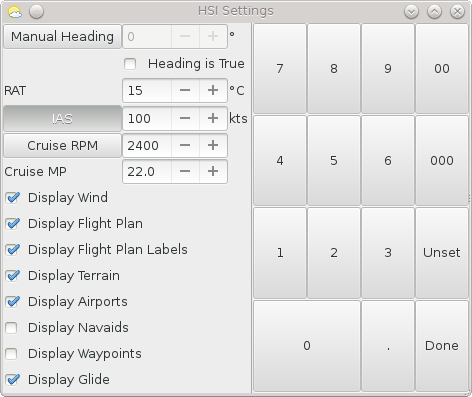 HSI Settings
Manual Heading 0 °
Heading is True
RAT 15 °C
IAS 100 kts
Cruise RPM 2400
Cruise MP 22.0
Display Wind
Display Flight Plan
Display Flight Plan Labels
Display Terrain
Display Airports
Display Navaids
Display Waypoints
Display Glide
7 8 9 00
4 5 6 000
1 2 3 Unset
0 . Done